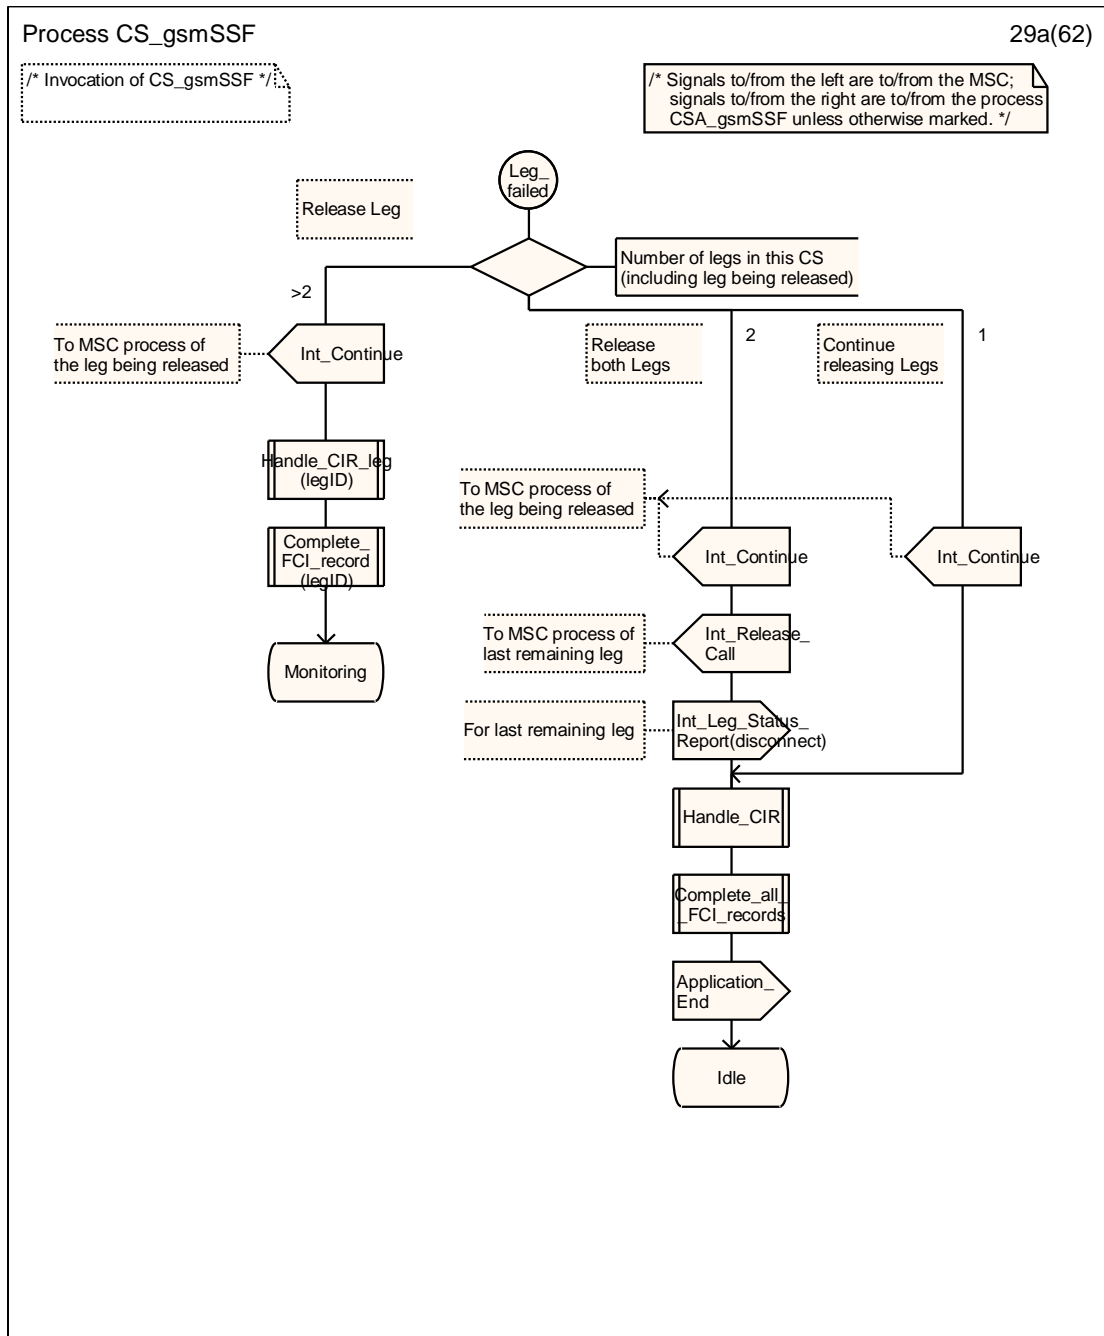 Process CS_gsmSSF
29a(62)
/* Invocation of CS_gsmSSF */
/* Signals to/from the left are to/from the MSC;
signals to/from the right are to/from the process
CSA_gsmSSF unless otherwise marked. */
Leg_
failed
Release Leg
Number of legs in this CS
(including leg being released)
>2
2
1
To MSC process of
the leg being released
Int_Continue
Release
both Legs
Continue
releasing Legs
Handle_CIR_leg
(legID)
To MSC process of
the leg being released
Complete_
FCI_record
(legID)
Int_Continue
Int_Continue
Monitoring
To MSC process of
last remaining leg
Int_Release_
Call
For last remaining leg
Int_Leg_Status_
Report(disconnect)
Handle_CIR
Complete_all_
_FCI_records
Application_
End
Idle